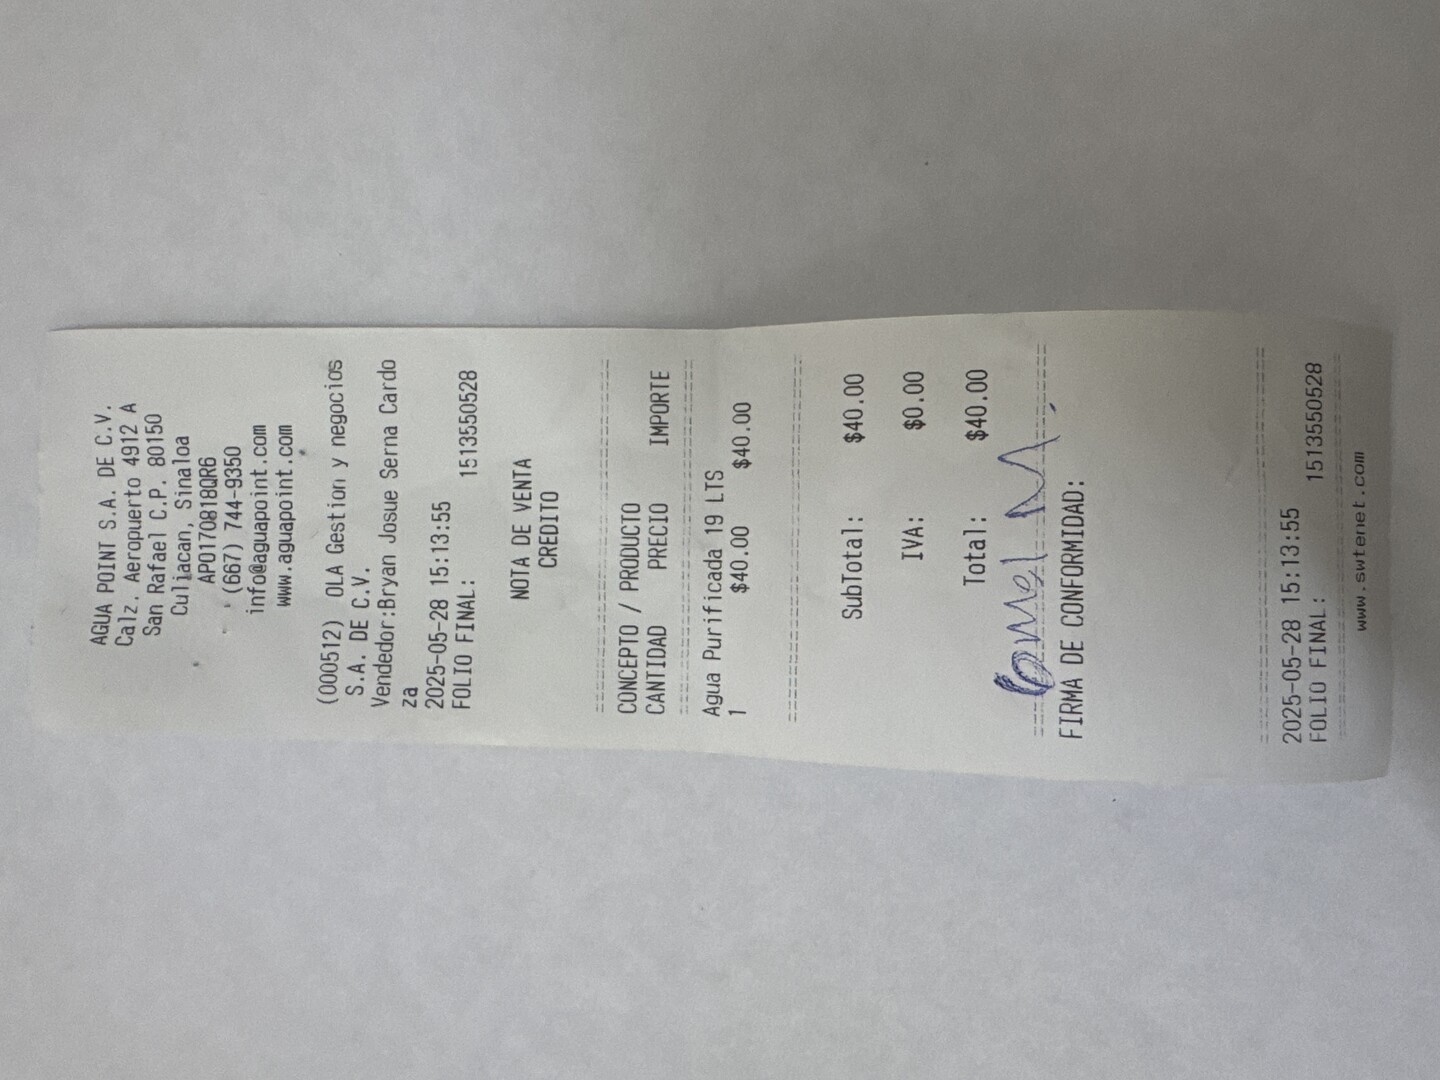 AGUA POINT S.A. DE C.V.
Calz. Aeropuerto 4912 A
San Rafael C.P. 80150
Culiacan, Sinaloa
APO170818QR6
(667) 744-9350
info@aguapoint.com
www.aguapoint.com
(000512) OLA Gestion y negocios
S.A. DE C.V.
Vendedor:Bryan Josue Serna Cardo
za
2025-05-28 15:13:55
FOLIO FINAL: 1513550528
NOTA DE VENTA
CREDITO
CONCEPTO / PRODUCTO
CANTIDAD PRECIO IMPORTE
Agua Purificada 19 LTS
1 $40.00 $40.00
SubTotal: $40.00
IVA: $0.00
Total: $40.00
FIRMA DE CONFORMIDAD:
2025-05-28 15:13:55
FOLIO FINAL: 1513550528
www.swtenet.com